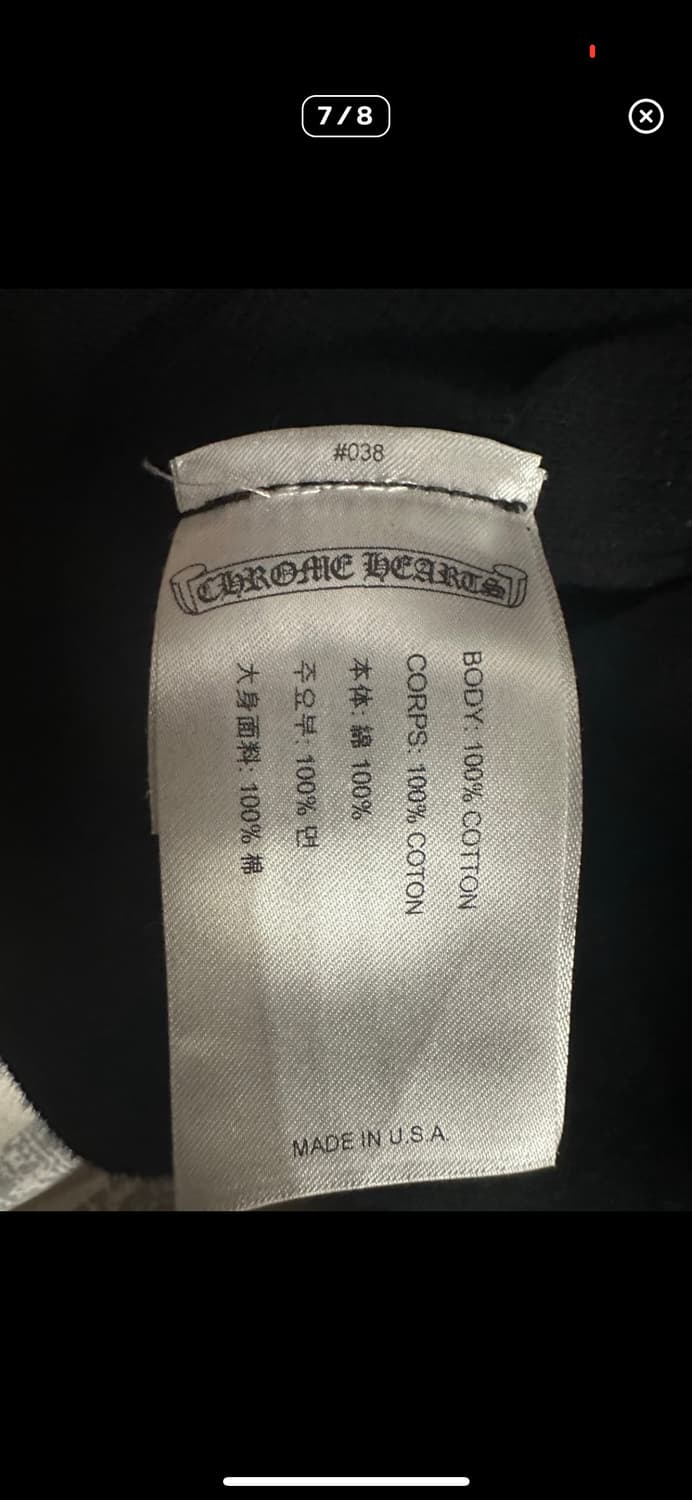 7/8
#038
CHROME HEARTS
BODY: 100% COTTON
CORPS: 100% COTON
本体: 綿 100%
주요부: 100% 면
大身面料: 100% 棉
MADE IN U.S.A.